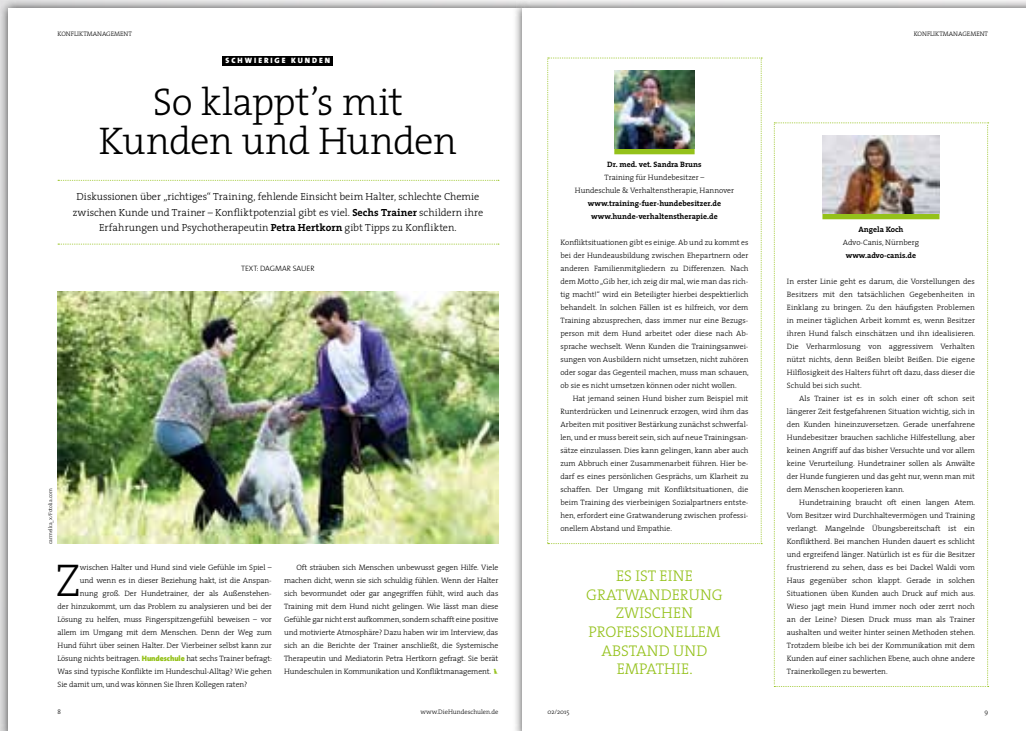 KONFLIKTMANAGEMENT
SCHWIERIGE KUNDEN
So klappt's mit
Kunden und Hunden
Diskussionen über „richtiges“ Training, fehlende Einsicht beim Halter, schlechte Chemie
zwischen Kunde und Trainer – Konfliktpotenzial gibt es viel. Sechs Trainer schildern ihre
Erfahrungen und Psychotherapeutin Petra Hertkorn gibt Tipps zu Konflikten.
TEXT: DAGMAR SAUER
Zwischen Halter und Hund sind viele Gefühle im Spiel –
und wenn es in dieser Beziehung hakt, ist die Anspan-
nung groß. Der Hundetrainer, der als Außenstehen-
der hinzukommt, um das Problem zu analysieren und bei der
Lösung zu helfen, muss Fingerspitzengefühl beweisen – vor
allem im Umgang mit dem Menschen. Denn der Weg zum
Hund führt über seinen Halter. Der Vierbeiner selbst kann zur
Lösung nichts beitragen. Hundeschule hat sechs Trainer befragt:
Was sind typische Konflikte im Hundeschul-Alltag? Wie gehen
Sie damit um, und was können Sie Ihren Kollegen raten?
Oft sträuben sich Menschen unbewusst gegen Hilfe. Viele
machen dicht, wenn sie sich schuldig fühlen. Wenn der Halter
sich bevormundet oder gar angegriffen fühlt, wird auch das
Training mit dem Hund nicht gelingen. Wie lässt man diese
Gefühle gar nicht erst aufkommen, sondern schafft eine positive
und motivierte Atmosphäre? Dazu haben wir im Interview, das
sich an die Berichte der Trainer anschließt, die Systemische
Therapeutin und Mediatorin Petra Hertkorn gefragt. Sie berät
Hundeschulen in Kommunikation und Konfliktmanagement.
8
www.DieHundeschulen.de
KONFLIKTMANAGEMENT
Dr. med. vet. Sandra Bruns
Training für Hundebesitzer –
Hundeschule & Verhaltenstherapie, Hannover
www.training-fuer-hundebesitzer.de
www.hunde-verhaltenstherapie.de
Konfliktsituationen gibt es einige. Ab und zu kommt es
bei der Hundeausbildung zwischen Ehepartnern oder
anderen Familienmitgliedern zu Differenzen. Nach
dem Motto „Gib her, ich zeig dir mal, wie man das rich-
tig macht!“ wird ein Beteiligter hierbei despektierlich
behandelt. In solchen Fällen ist es hilfreich, vor dem
Training abzusprechen, dass immer nur eine Bezugs-
person mit dem Hund arbeitet oder diese nach Ab-
sprache wechselt. Wenn Kunden die Trainingsanwei-
sungen von Ausbildern nicht umsetzen, nicht zuhören
oder sogar das Gegenteil machen, muss man schauen,
ob sie es nicht umsetzen können oder nicht wollen.
Hat jemand seinen Hund bisher zum Beispiel mit
Runterdrücken und Leinenruck erzogen, wird ihm das
Arbeiten mit positiver Bestärkung zunächst schwerfal-
len, und er muss bereit sein, sich auf neue Trainingsan-
sätze einzulassen. Dies kann gelingen, kann aber auch
zum Abbruch einer Zusammenarbeit führen. Hier be-
darf es eines persönlichen Gesprächs, um Klarheit zu
schaffen. Der Umgang mit Konfliktsituationen, die
beim Training des vierbeinigen Sozialpartners entste-
hen, erfordert eine Gratwanderung zwischen professi-
onellem Abstand und Empathie.
ES IST EINE
GRATWANDERUNG
ZWISCHEN
PROFESSIONELLEM
ABSTAND UND
EMPATHIE.
Angela Koch
Advo-Canis, Nürnberg
www.advo-canis.de
In erster Linie geht es darum, die Vorstellungen des
Besitzers mit den tatsächlichen Gegebenheiten in
Einklang zu bringen. Zu den häufigsten Problemen
in meiner täglichen Arbeit kommt es, wenn Besitzer
ihren Hund falsch einschätzen und ihn idealisieren.
Die Verharmlosung von aggressivem Verhalten
nützt nichts, denn Beißen bleibt Beißen. Die eigene
Hilflosigkeit des Halters führt oft dazu, dass dieser die
Schuld bei sich sucht.
Als Trainer ist es in solch einer oft schon seit
längerer Zeit festgefahrenen Situation wichtig, sich in
den Kunden hineinzuversetzen. Gerade unerfahrene
Hundebesitzer brauchen sachliche Hilfestellung, aber
keinen Angriff auf das bisher Versuchte und vor allem
keine Verurteilung. Hundetrainer sollen als Anwälte
der Hunde fungieren und das geht nur, wenn man mit
dem Menschen kooperieren kann.
Hundetraining braucht oft einen langen Atem.
Vom Besitzer wird Durchhaltevermögen und Training
verlangt. Mangelnde Übungsbereitschaft ist ein
Konfliktherd. Bei manchen Hunden dauert es schlicht
und ergreifend länger. Natürlich ist es für die Besitzer
frustrierend zu sehen, dass es bei Dackel Waldi vom
Haus gegenüber schon klappt. Gerade in solchen
Situationen üben Kunden auch Druck auf mich aus.
Wieso jagt mein Hund immer noch oder zerrt noch
an der Leine? Diesen Druck muss man als Trainer
aushalten und weiter hinter seinen Methoden stehen.
Trotzdem bleibe ich bei der Kommunikation mit dem
Kunden auf einer sachlichen Ebene, auch ohne andere
Trainerkollegen zu bewerten.
02/2015
9